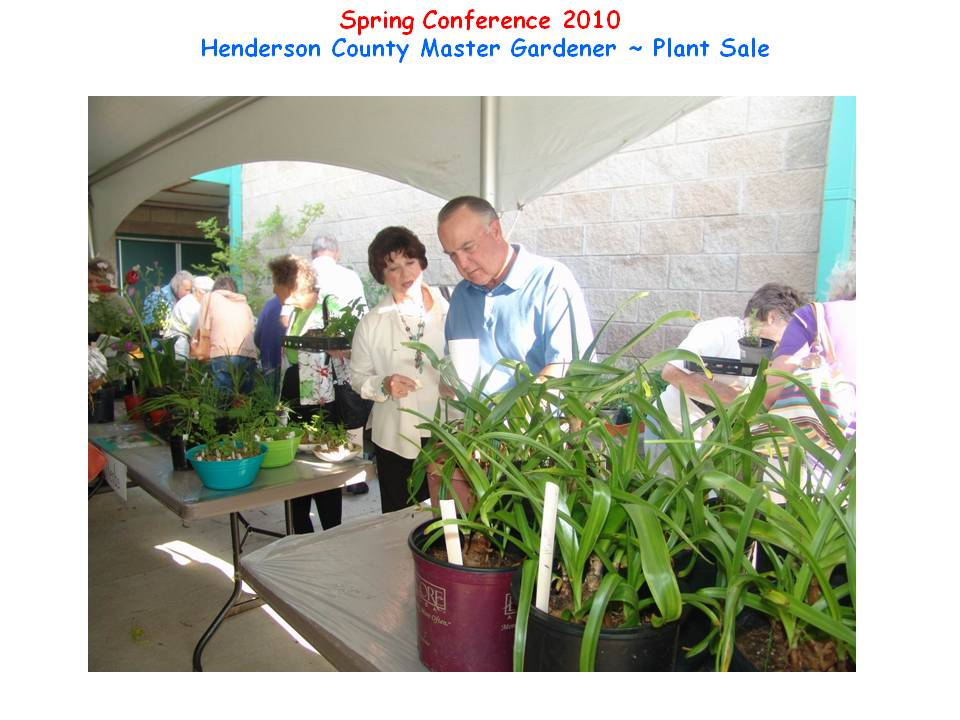 Spring Conference 2010
Henderson County Master Gardener ~ Plant Sale